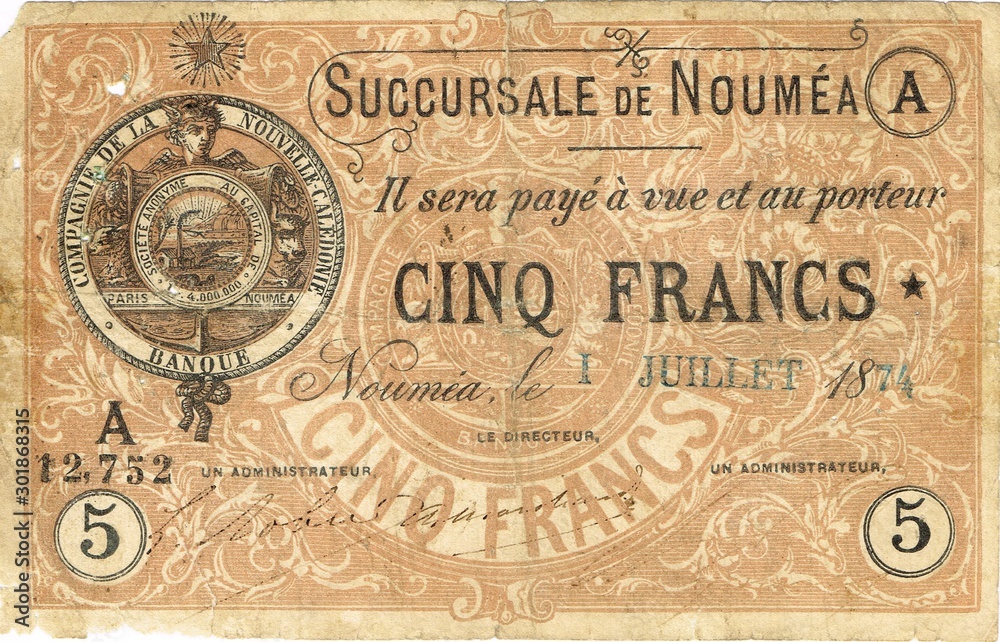 SUCCURSALE DE NOUMÉA A
COMPAGNIE DE LA NOUVELLE-CALÉDONIE
SOCIÉTÉ ANONYME AU CAPITAL DE
4.000.000
PARIS NOUMÉA
BANQUE
Il sera payé à vue et au porteur
CINQ FRANCS ★
Nouméa, le 1 JUILLET 1874
A
12,752
LE DIRECTEUR,
UN ADMINISTRATEUR,
UN ADMINISTRATEUR,
CINQ FRANCS
5
5
Adobe Stock | #301868315